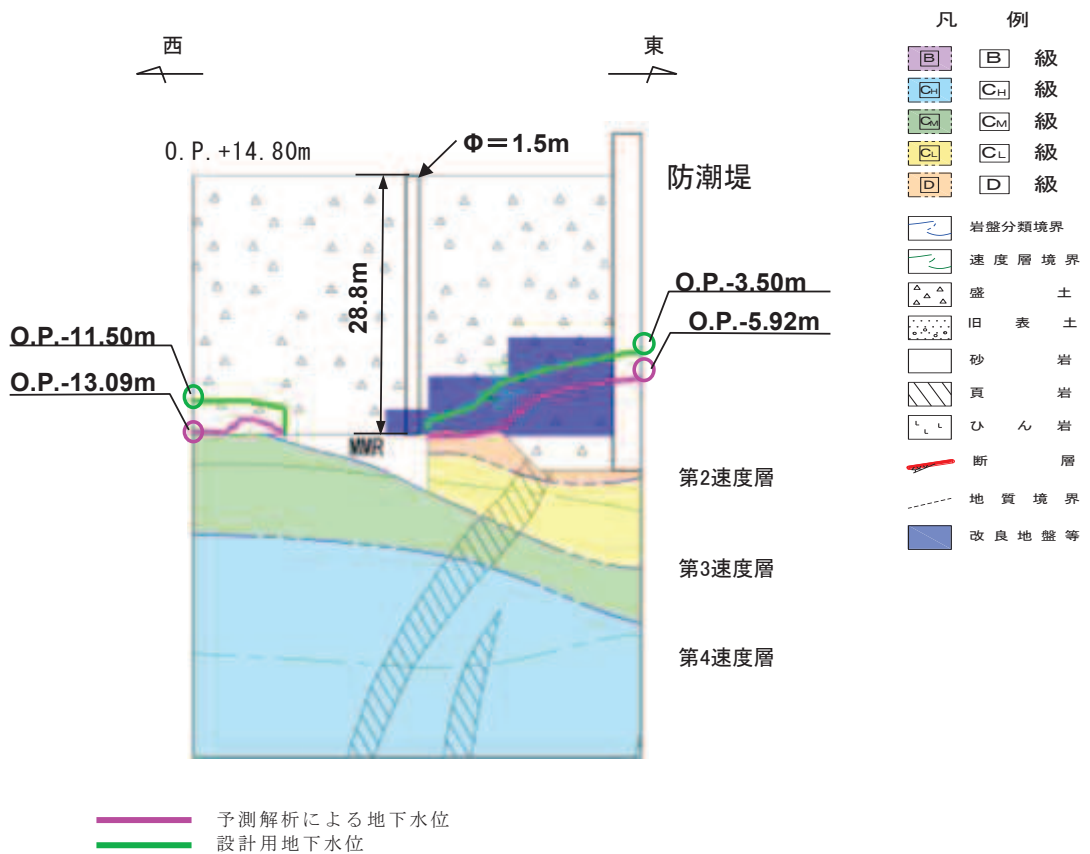 西
東
O.P.+14.80m
Φ＝1.5m
防潮堤
28.8m
O.P.-3.50m
O.P.-5.92m
O.P.-11.50m
O.P.-13.09m
MMR
第2速度層
第3速度層
第4速度層
凡 例
B B 級
CH CH 級
CM CM 級
CL CL 級
D D 級
岩盤分類境界
速度層境界
盛土
旧表土
砂岩
頁岩
ひん岩
断層
地質境界
改良地盤等
予測解析による地下水位
設計用地下水位